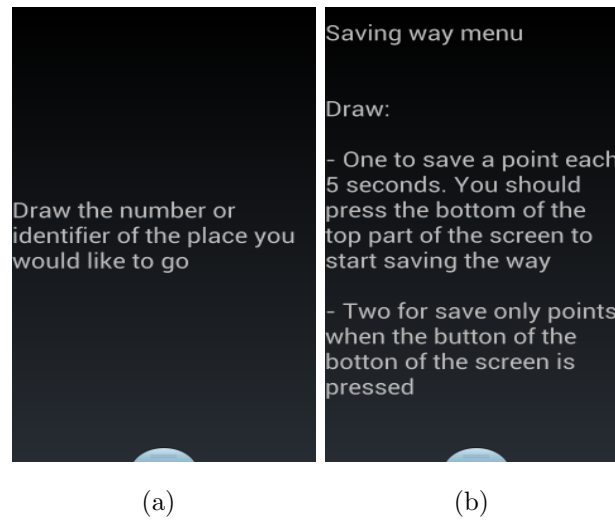 Draw the number or
identifier of the place you
would like to go
(a)
Saving way menu
Draw:
- One to save a point each
5 seconds. You should
press the bottom of the
top part of the screen to
start saving the way
- Two for save only points
when the button of the
botton of the screen is
pressed
(b)